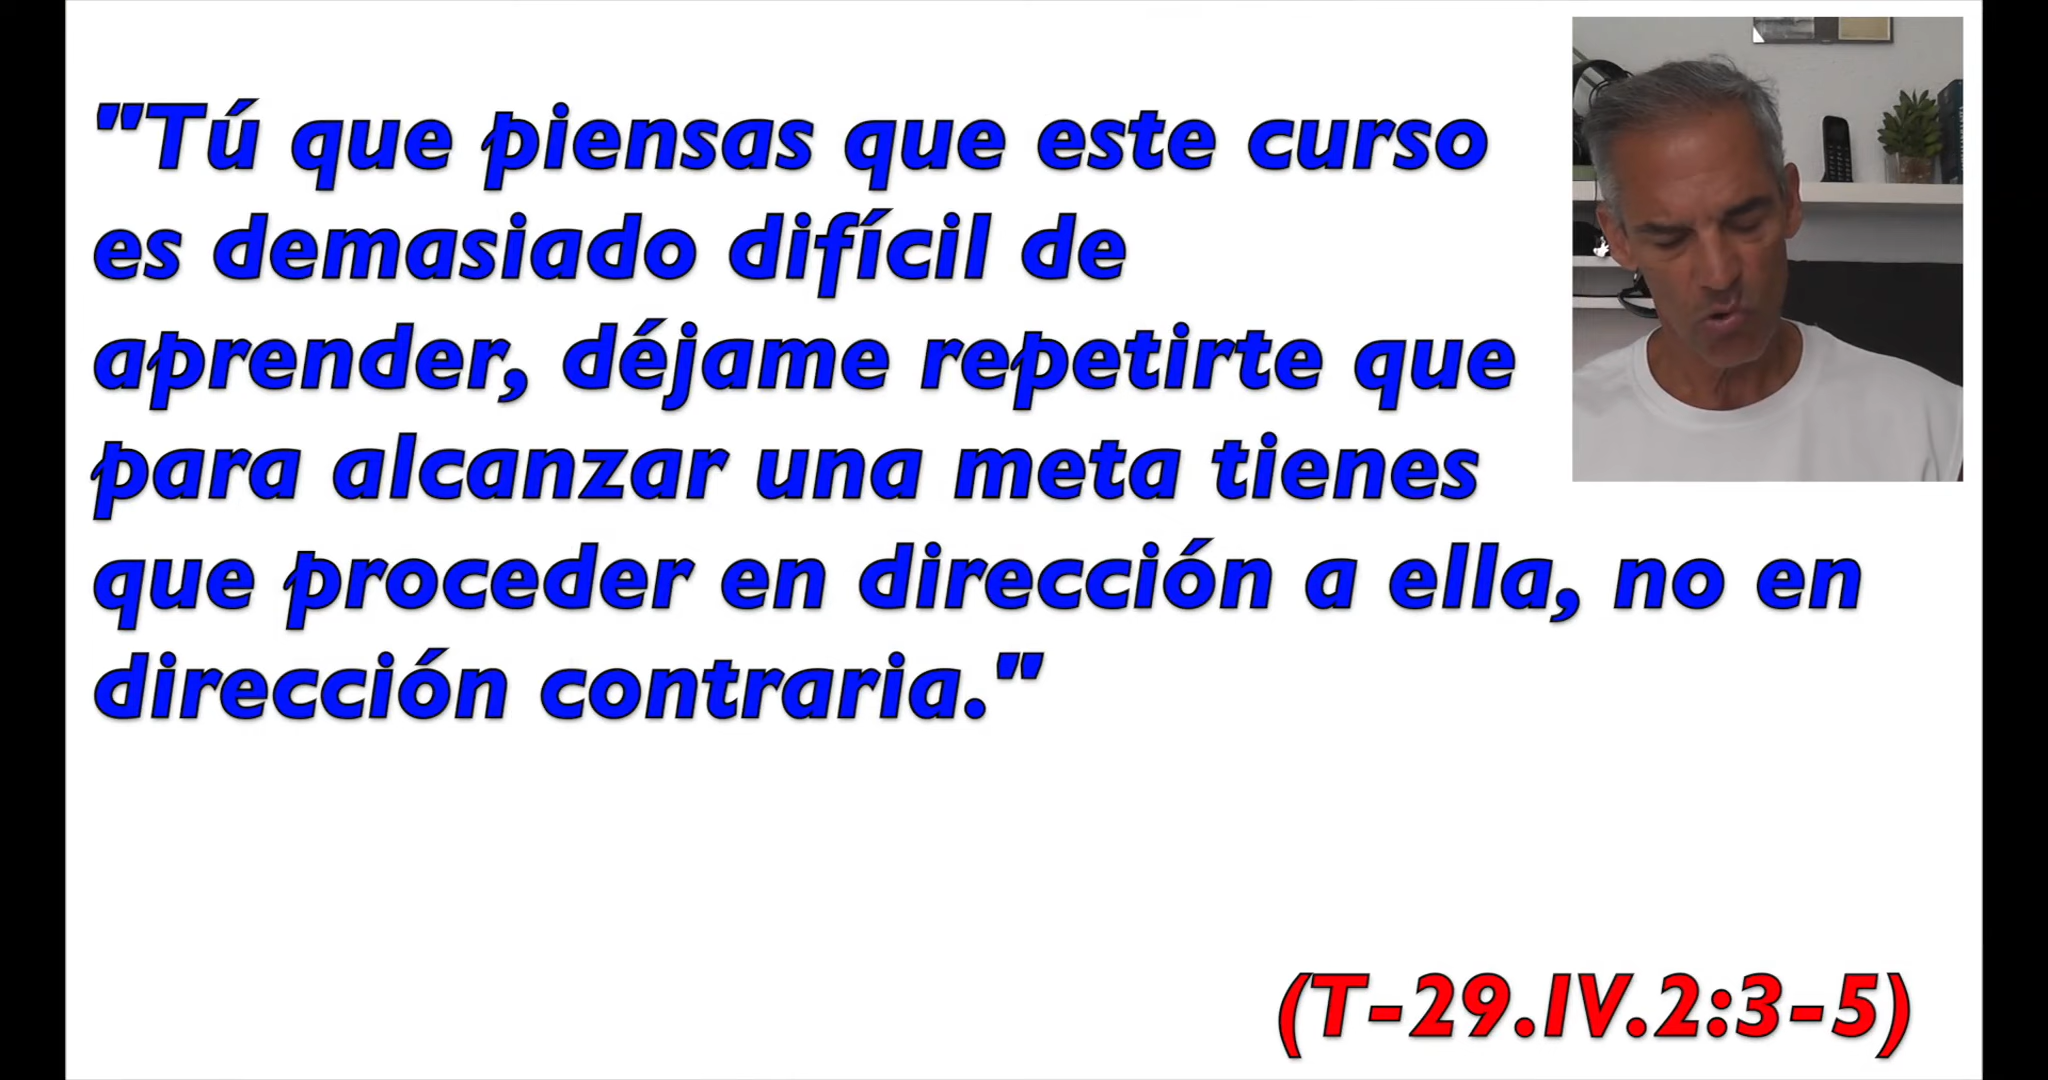 "Tú que piensas que este curso
es demasiado difícil de
aprender, déjame repetirte que
para alcanzar una meta tienes
que proceder en dirección a ella, no en
dirección contraria."
(T-29.IV.2:3-5)